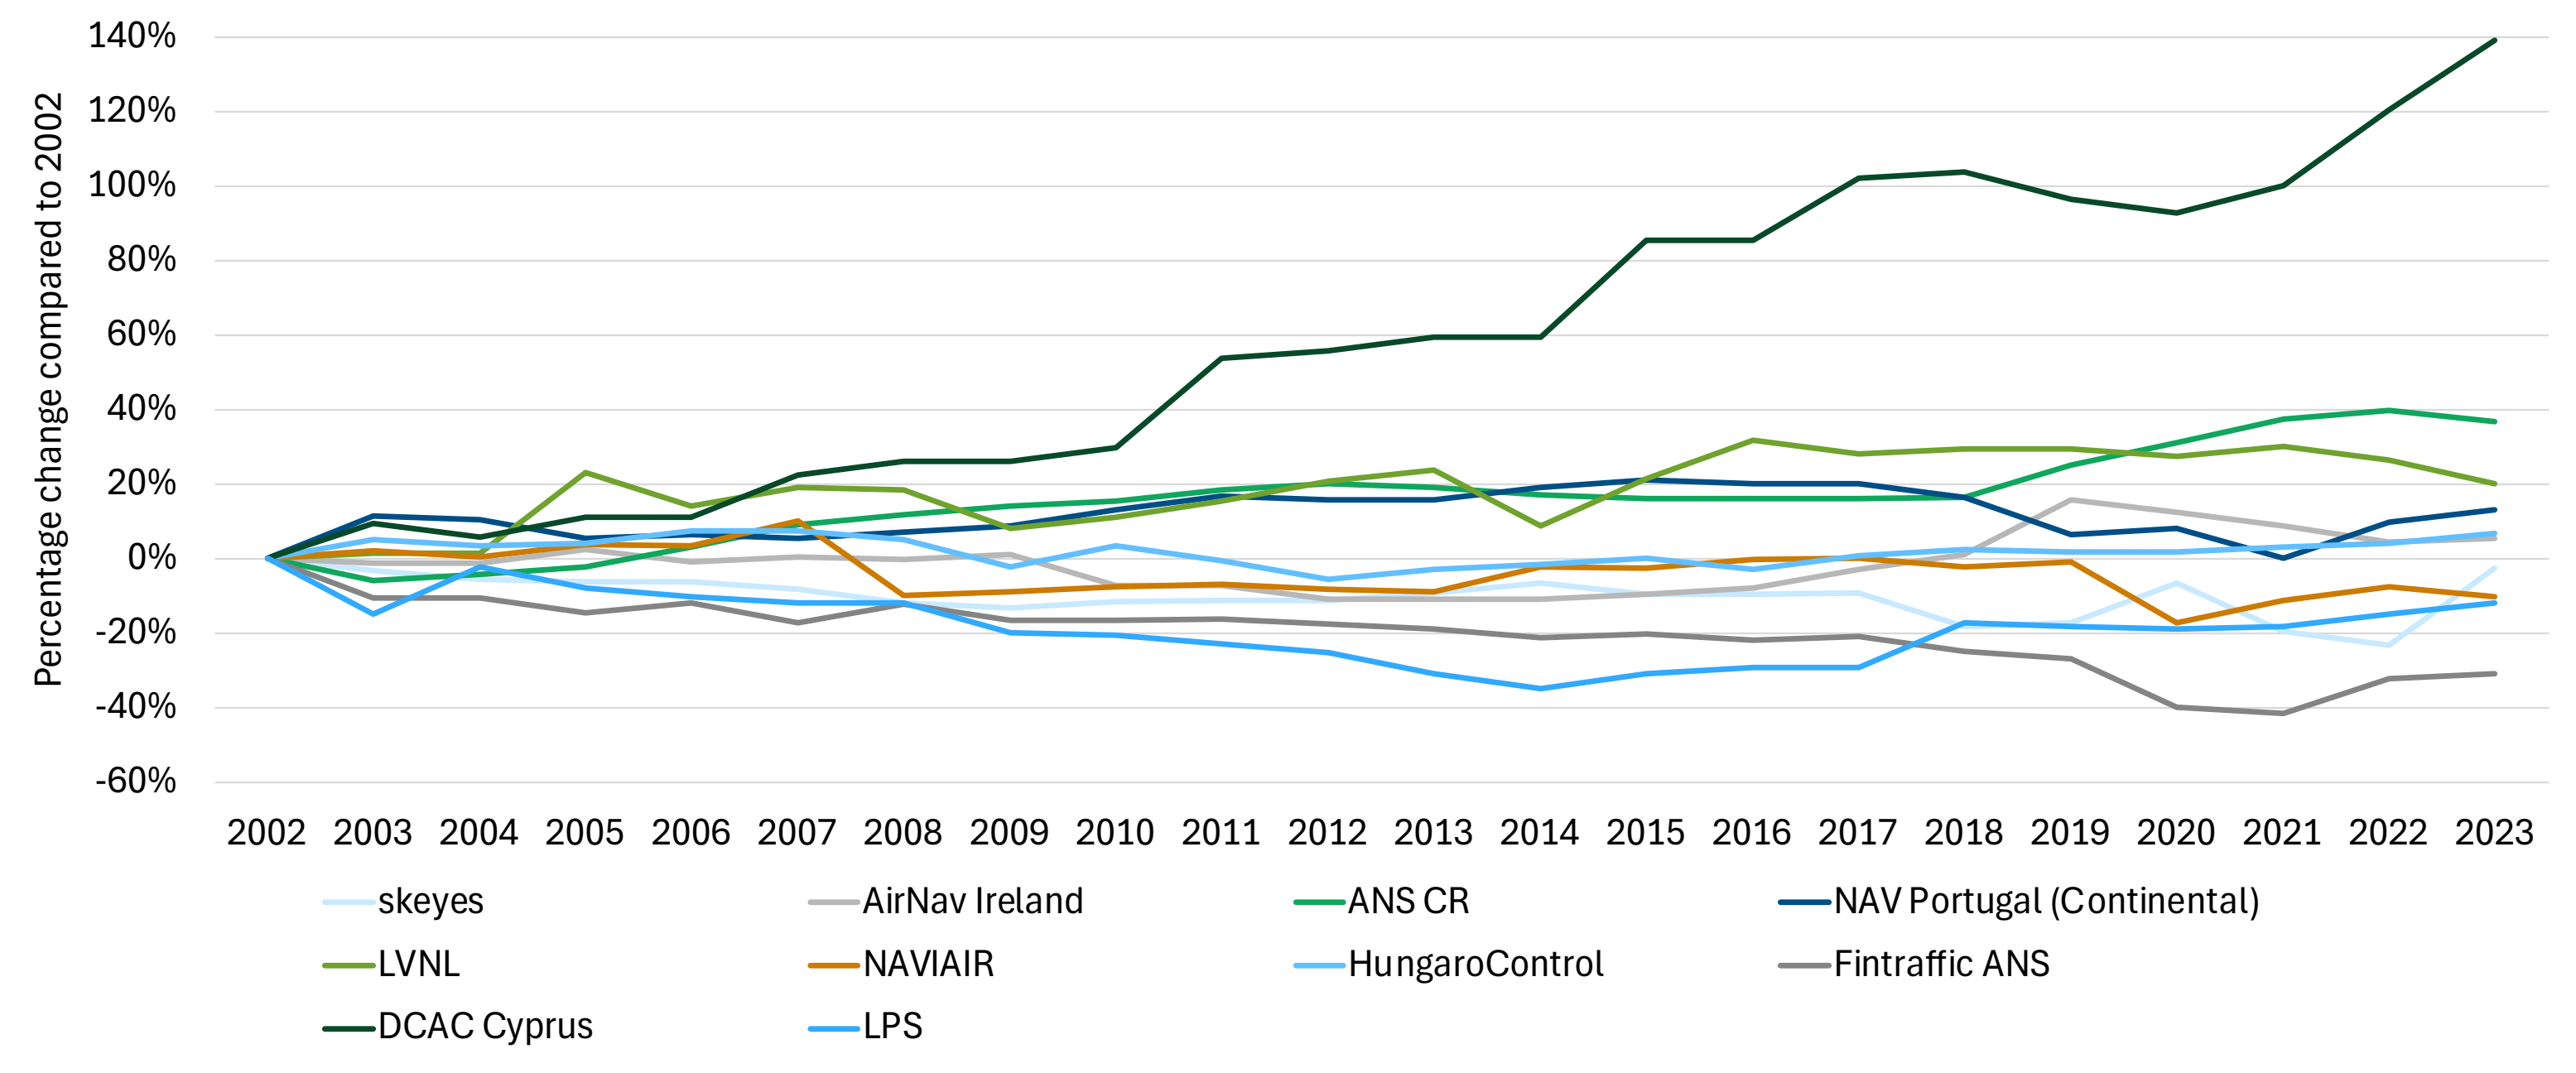 Percentage change compared to 2002
140%
120%
100%
80%
60%
40%
20%
0%
-20%
-40%
-60%
2002 2003 2004 2005 2006 2007 2008 2009 2010 2011 2012 2013 2014 2015 2016 2017 2018 2019 2020 2021 2022 2023
skeyes AirNav Ireland ANS CR NAV Portugal (Continental)
LVNL NAVIAIR HungaroControl Fintraffic ANS
DCAC Cyprus LPS